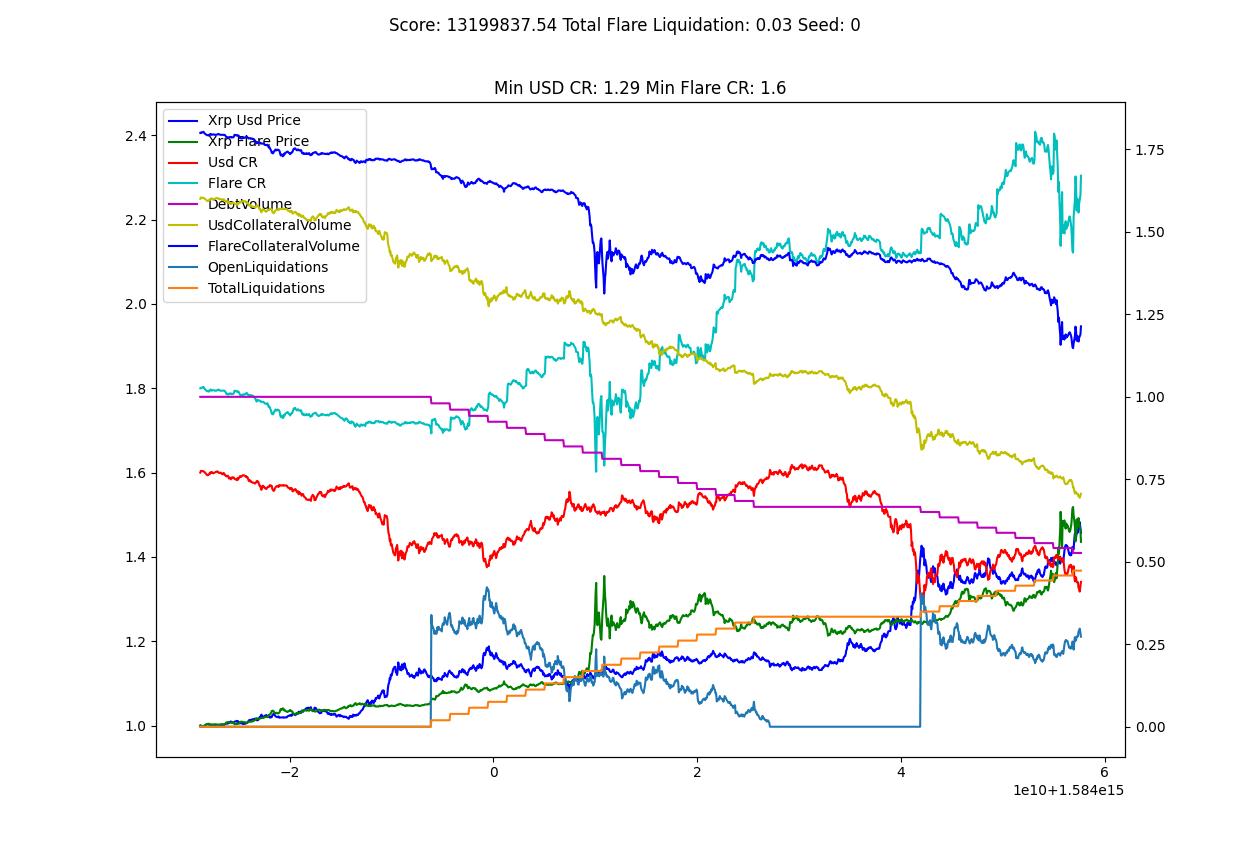 Score: 13199837.54 Total Flare Liquidation: 0.03 Seed: 0
Min USD CR: 1.29 Min Flare CR: 1.6
Xrp Usd Price
Xrp Flare Price
Usd CR
Flare CR
DebtVolume
UsdCollateralVolume
FlareCollateralVolume
OpenLiquidations
TotalLiquidations
2.4
2.2
2.0
1.8
1.6
1.4
1.2
1.0
1.75
1.50
1.25
1.00
0.75
0.50
0.25
0.00
−2
0
2
4
6
1e10+1.584e15